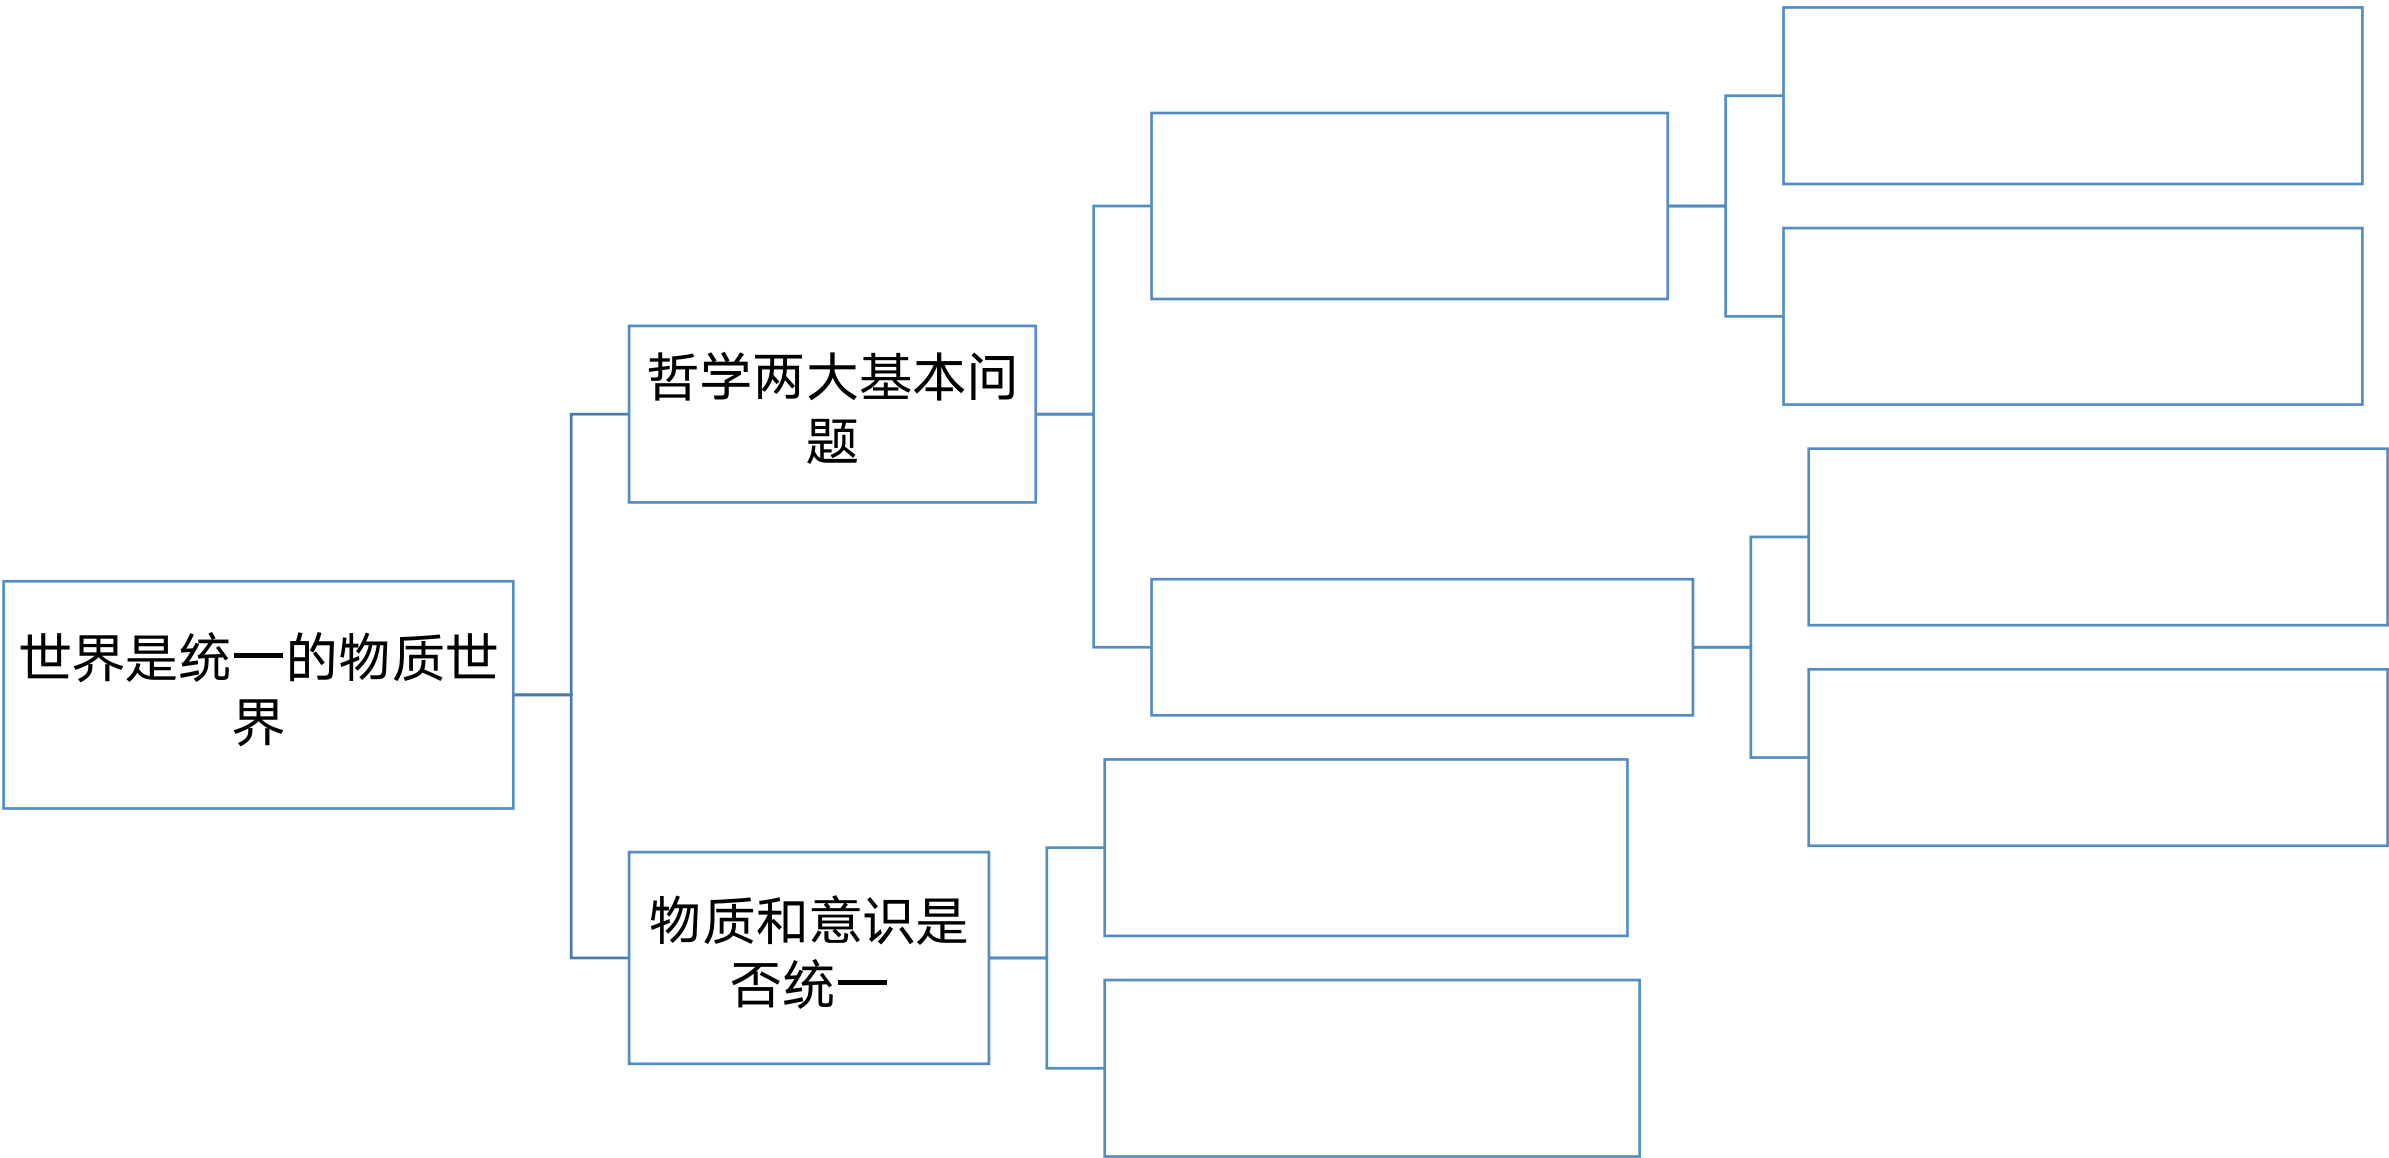 哲学两大基本问
题
世界是统一的物质世
界
物质和意识是
否统一